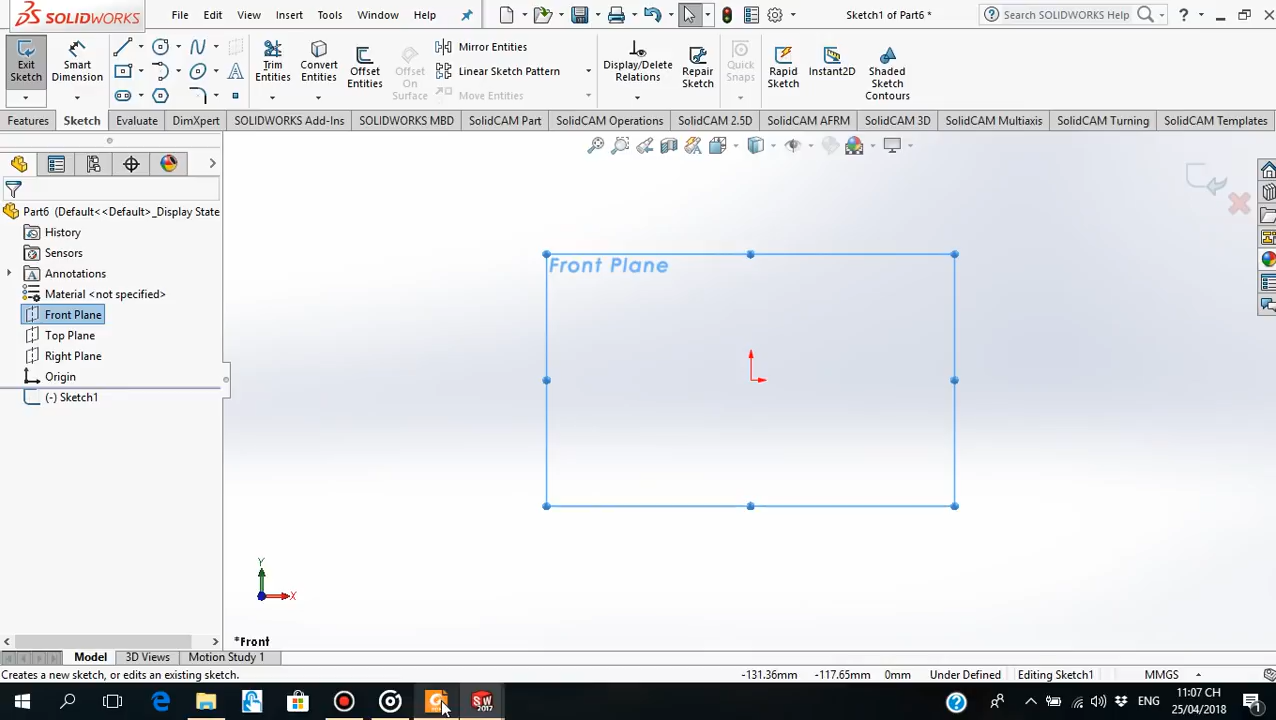 SOLIDWORKS File Edit View Insert Tools Window Help Sketch1 of Part6 * Search SOLIDWORKS Help ?
Exit Sketch Smart Dimension Trim Entities Convert Entities Offset Entities Offset On Surface Mirror Entities Linear Sketch Pattern Move Entities Display/Delete Relations Repair Sketch Quick Snaps Rapid Sketch Instant2D Shaded Sketch Contours
Features Sketch Evaluate DimXpert SOLIDWORKS Add-Ins SOLIDWORKS MBD SolidCAM Part SolidCAM Operations SolidCAM 2.5D SolidCAM AFRM SolidCAM 3D SolidCAM Multiaxis SolidCAM Turning SolidCAM Templates
Part6 (Default<<Default>_Display State
History
Sensors
Annotations
Material <not specified>
Front Plane
Top Plane
Right Plane
Origin
(-) Sketch1
Front Plane
Y
X
*Front
Model 3D Views Motion Study 1
Creates a new sketch, or edits an existing sketch. -131.36mm -117.65mm 0mm Under Defined Editing Sketch1 MMGS
ENG 11:07 CH
25/04/2018